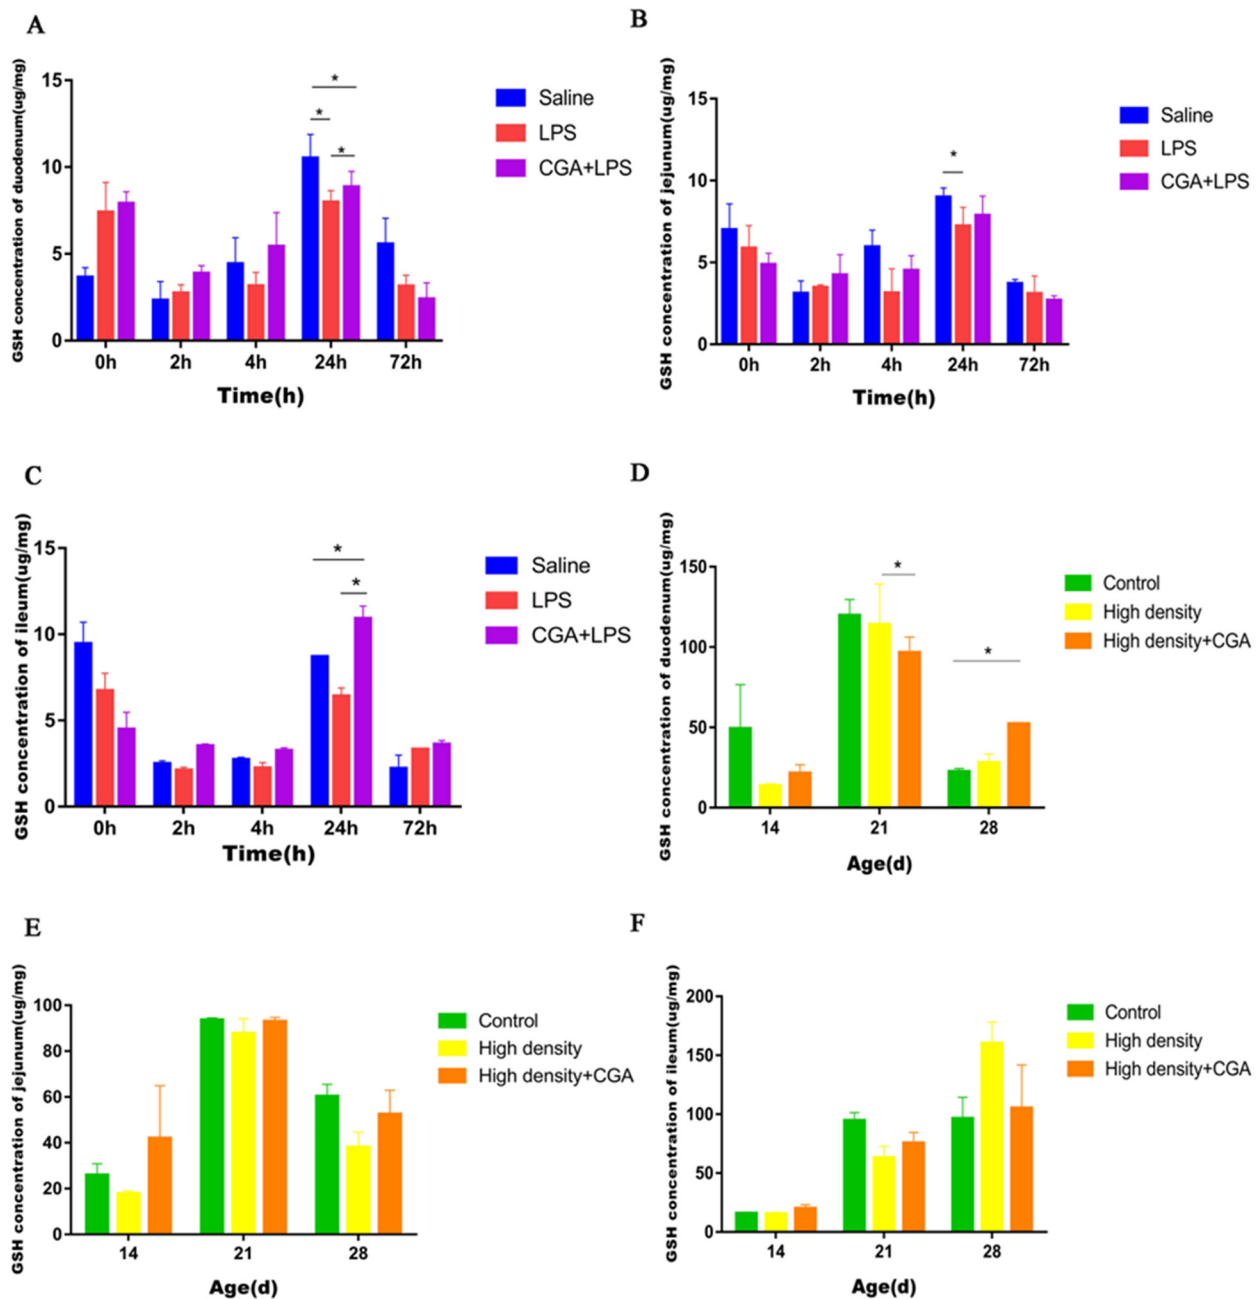 A
GSH concentration of duodenum(ug/mg)
15
10
5
0
*
*
*
0h 2h 4h 24h 72h
Time(h)
Saline
LPS
CGA+LPS
B
GSH concentration of jejunum(ug/mg)
15
10
5
0
*
0h 2h 4h 24h 72h
Time(h)
Saline
LPS
CGA+LPS
C
GSH concentration of ileum(ug/mg)
15
10
5
0
*
*
0h 2h 4h 24h 72h
Time(h)
Saline
LPS
CGA+LPS
D
GSH concentration of duodenum(ug/mg)
150
100
50
0
*
*
14 21 28
Age(d)
Control
High density
High density+CGA
E
GSH concentration of jejunum(ug/mg)
100
80
60
40
20
0
14 21 28
Age(d)
Control
High density
High density+CGA
F
GSH concentration of ileum(ug/mg)
200
150
100
50
0
14 21 28
Age(d)
Control
High density
High density+CGA